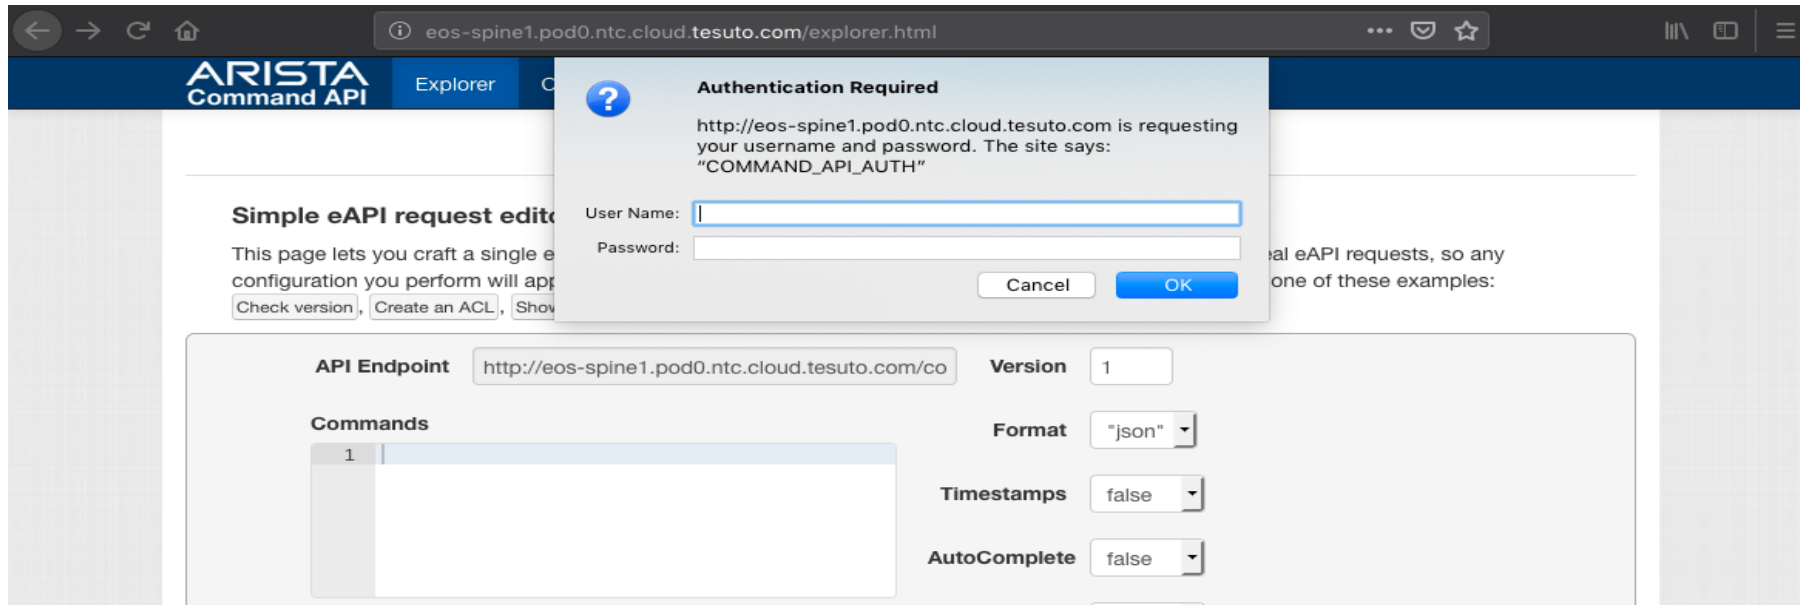 eos-spine1.pod0.ntc.cloud.tesuto.com/explorer.html
ARISTA
Command API
Explorer
Authentication Required
http://eos-spine1.pod0.ntc.cloud.tesuto.com is requesting
your username and password. The site says:
“COMMAND_API_AUTH”
User Name:
Password:
Cancel
OK
Simple eAPI request edito
This page lets you craft a single e
al eAPI requests, so any
configuration you perform will app
one of these examples:
Check version, Create an ACL, Show
API Endpoint http://eos-spine1.pod0.ntc.cloud.tesuto.com/co Version 1
Commands
1
Format "json"
Timestamps false
AutoComplete false